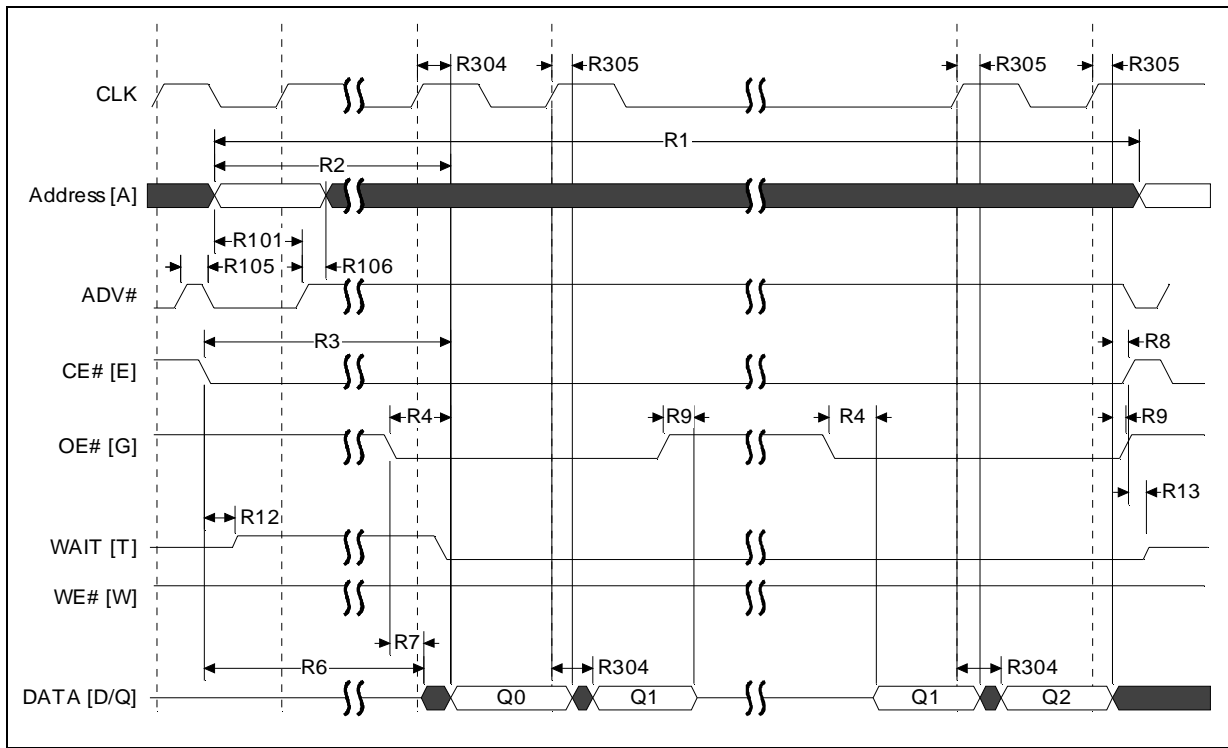 R304 R305 R305 R305
CLK
R1
R2
Address [A]
R101
R105 R106
ADV#
R3 R8
CE# [E]
R4 R9 R4 R9
OE# [G]
R13
R12
WAIT [T]
WE# [W]
R7
R6 R304 R304
DATA [D/Q] Q0 Q1 Q1 Q2